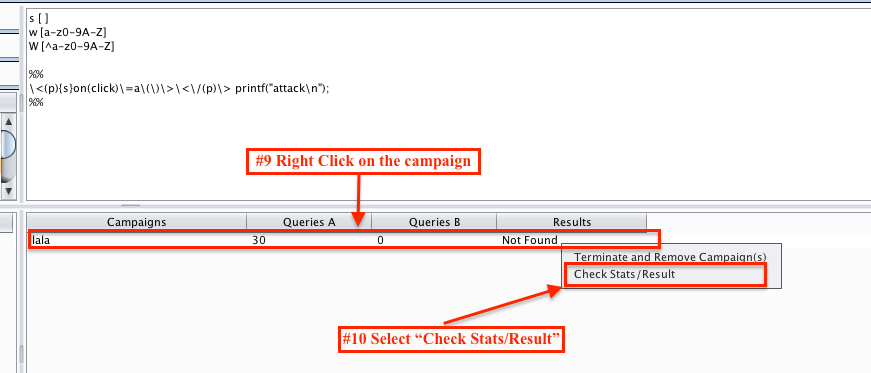 s [ ]
w [a-z0-9A-Z]
W [^a-z0-9A-Z]
%%
\<(p){s}on(click)\=a\(\)\>\<\/(p)\> printf("attack\n");
%%
#9 Right Click on the campaign
Campaigns Queries A Queries B Results
lala 30 0 Not Found
Terminate and Remove Campaign(s)
Check Stats/Result
#10 Select “Check Stats/Result”